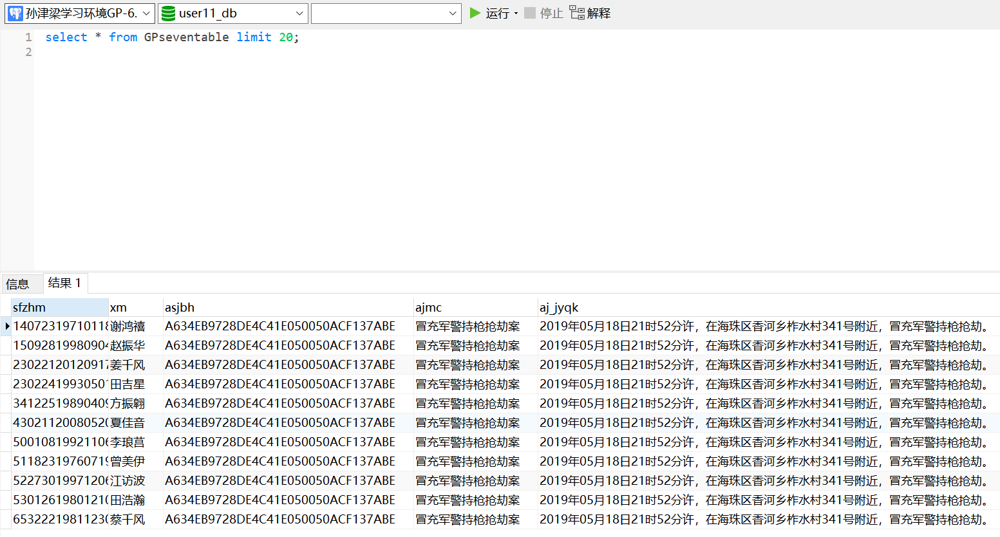 孙津梁学习环境GP-6. user11_db 运行 停止 解释
1 select * from GPseventable limit 20;
2
信息 结果 1
sfzhm xm asjbh ajmc aj_jyqk
14072319710118 谢鸿禧 A634EB9728DE4C41E050050ACF137ABE 冒充军警持枪抢劫案 2019年05月18日21时52分许，在海珠区香河乡柞水村341号附近，冒充军警持枪抢劫。
15092819980904 赵振华 A634EB9728DE4C41E050050ACF137ABE 冒充军警持枪抢劫案 2019年05月18日21时52分许，在海珠区香河乡柞水村341号附近，冒充军警持枪抢劫。
23022120120917 姜千风 A634EB9728DE4C41E050050ACF137ABE 冒充军警持枪抢劫案 2019年05月18日21时52分许，在海珠区香河乡柞水村341号附近，冒充军警持枪抢劫。
23022419930501 田吉星 A634EB9728DE4C41E050050ACF137ABE 冒充军警持枪抢劫案 2019年05月18日21时52分许，在海珠区香河乡柞水村341号附近，冒充军警持枪抢劫。
34122519890409 方振翱 A634EB9728DE4C41E050050ACF137ABE 冒充军警持枪抢劫案 2019年05月18日21时52分许，在海珠区香河乡柞水村341号附近，冒充军警持枪抢劫。
43021120080520 夏佳音 A634EB9728DE4C41E050050ACF137ABE 冒充军警持枪抢劫案 2019年05月18日21时52分许，在海珠区香河乡柞水村341号附近，冒充军警持枪抢劫。
50010819921106 李琅莒 A634EB9728DE4C41E050050ACF137ABE 冒充军警持枪抢劫案 2019年05月18日21时52分许，在海珠区香河乡柞水村341号附近，冒充军警持枪抢劫。
51182319760719 曾美伊 A634EB9728DE4C41E050050ACF137ABE 冒充军警持枪抢劫案 2019年05月18日21时52分许，在海珠区香河乡柞水村341号附近，冒充军警持枪抢劫。
52273019971206 江访波 A634EB9728DE4C41E050050ACF137ABE 冒充军警持枪抢劫案 2019年05月18日21时52分许，在海珠区香河乡柞水村341号附近，冒充军警持枪抢劫。
53012619801210 田浩瀚 A634EB9728DE4C41E050050ACF137ABE 冒充军警持枪抢劫案 2019年05月18日21时52分许，在海珠区香河乡柞水村341号附近，冒充军警持枪抢劫。
65322219811230 蔡千风 A634EB9728DE4C41E050050ACF137ABE 冒充军警持枪抢劫案 2019年05月18日21时52分许，在海珠区香河乡柞水村341号附近，冒充军警持枪抢劫。